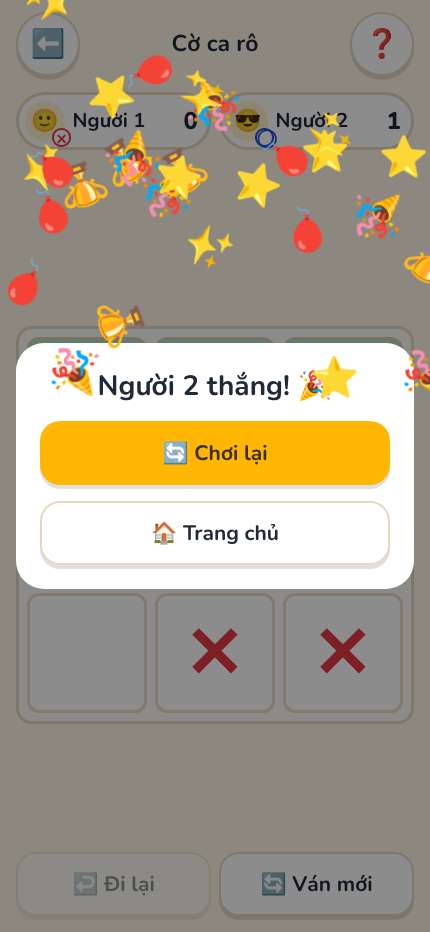 Cờ ca rô
Người 1
0
Người 2
1
Người 2 thắng!
Chơi lại
Trang chủ
Đi lại
Ván mới